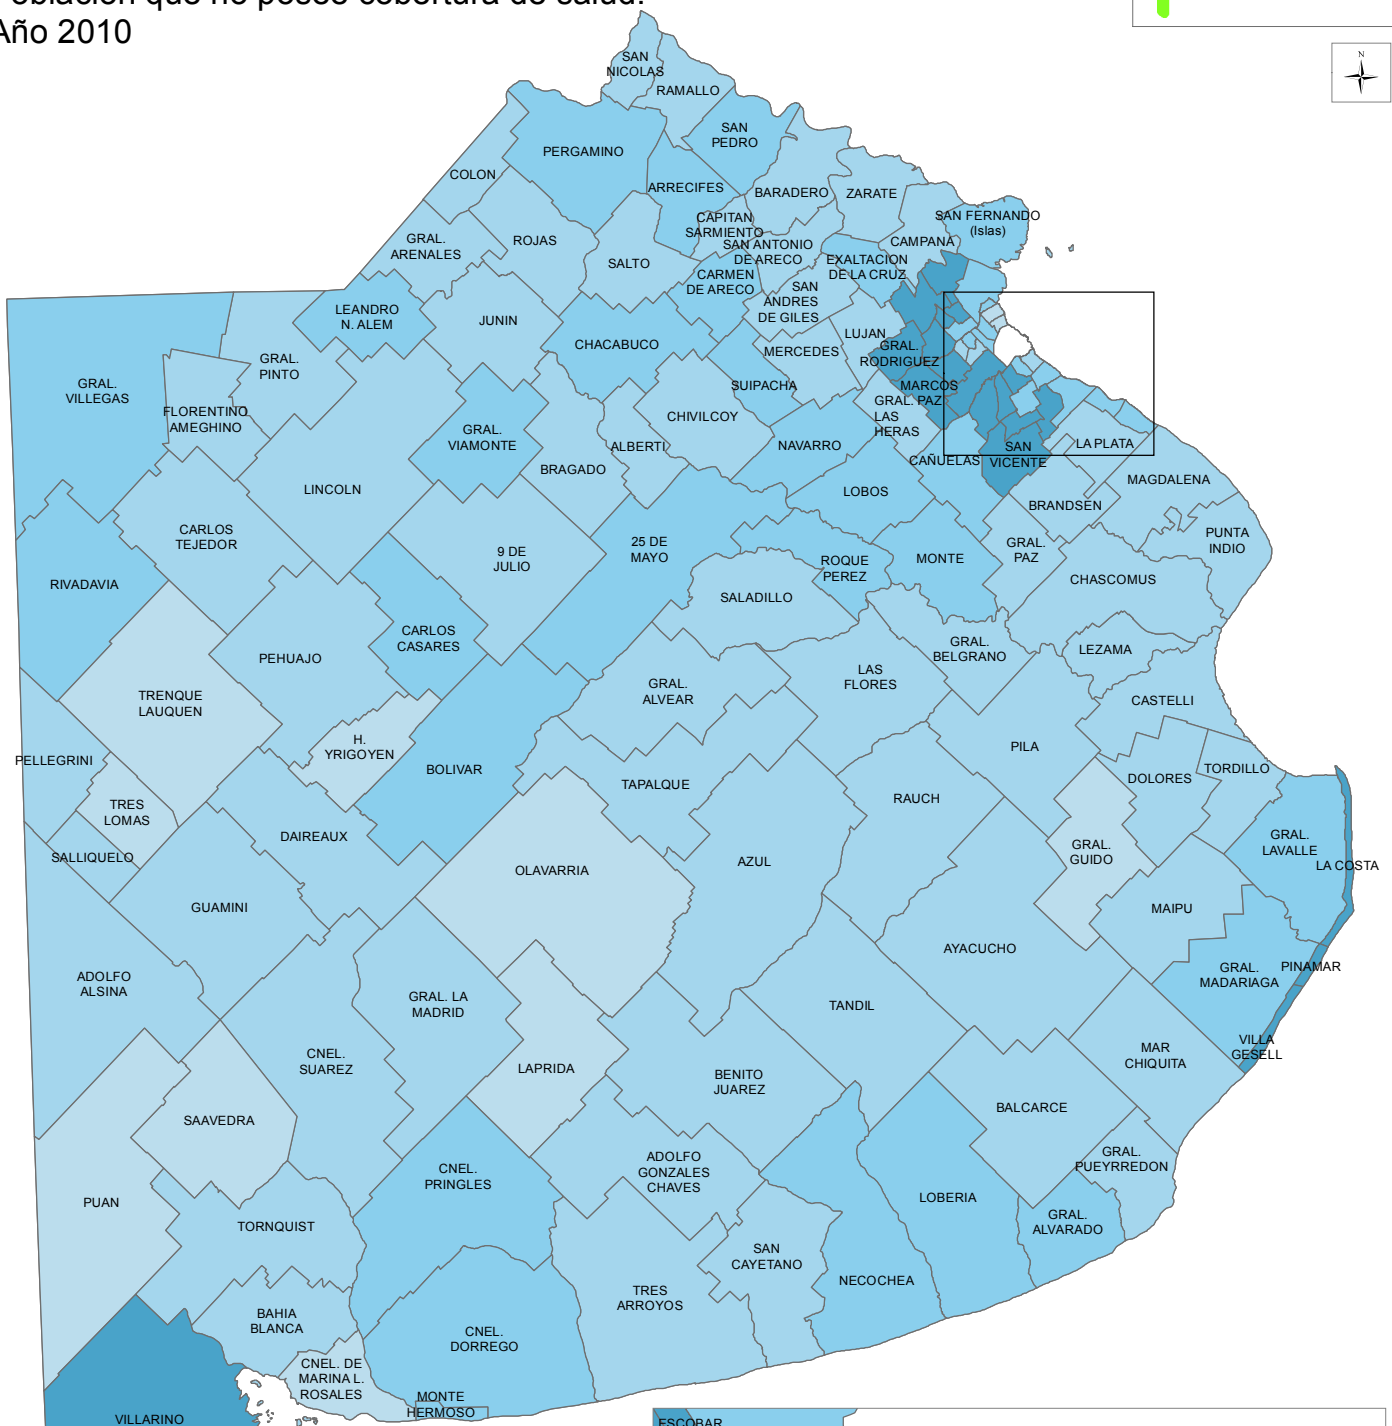 oblación que no posee cobertura de salud.
Año 2010
N
SAN
NICOLAS
RAMALLO
SAN
PEDRO
PERGAMINO
COLON
ARRECIFES
BARADERO
ZARATE
CAPITAN
SARMIENTO
SAN FERNANDO
(Islas)
GRAL.
ARENALES
ROJAS
SALTO
SAN ANTONIO
DE ARECO
CAMPANA
CARMEN
DE ARECO
EXALTACION
DE LA CRUZ
SAN
ANDRES
DE GILES
LEANDRO
N. ALEM
JUNIN
CHACABUCO
LUJAN
MERCEDES
GRAL.
RODRIGUEZ
GRAL.
PINTO
GRAL.
VILLEGAS
SUIPACHA
MARCOS
PAZ
GRAL.
LAS
HERAS
FLORENTINO
AMEGHINO
CHIVILCOY
GRAL.
VIAMONTE
ALBERTI
NAVARRO
BRAGADO
CAÑUELAS
SAN
VICENTE
LA PLATA
LINCOLN
LOBOS
MAGDALENA
BRANDSEN
CARLOS
TEJEDOR
9 DE
JULIO
25 DE
MAYO
ROQUE
PEREZ
MONTE
GRAL.
PAZ
PUNTA
INDIO
RIVADAVIA
SALADILLO
CHASCOMUS
CARLOS
CASARES
PEHUAJO
GRAL.
BELGRANO
LEZAMA
TRENQUE
LAUQUEN
GRAL.
ALVEAR
LAS
FLORES
CASTELLI
H.
YRIGOYEN
PELLEGRINI
BOLIVAR
PILA
TAPALQUE
DOLORES
TORDILLO
TRES
LOMAS
RAUCH
DAIREAUX
SALLIQUELO
GRAL.
GUIDO
GRAL.
LAVALLE
LA COSTA
OLAVARRIA
AZUL
GUAMINI
MAIPU
AYACUCHO
ADOLFO
ALSINA
GRAL.
MADARIAGA
PINAMAR
GRAL. LA
MADRID
TANDIL
VILLA
GESELL
CNEL.
SUAREZ
LAPRIDA
BENITO
JUAREZ
MAR
CHIQUITA
BALCARCE
SAAVEDRA
GRAL.
PUEYRREDON
CNEL.
PRINGLES
ADOLFO
GONZALES
CHAVES
PUAN
LOBERIA
GRAL.
ALVARADO
TORNQUIST
SAN
CAYETANO
NECOCHEA
TRES
ARROYOS
BAHIA
BLANCA
CNEL.
DORREGO
CNEL. DE
MARINA L.
ROSALES
MONTE
HERMOSO
VILLARINO
ESCOBAR